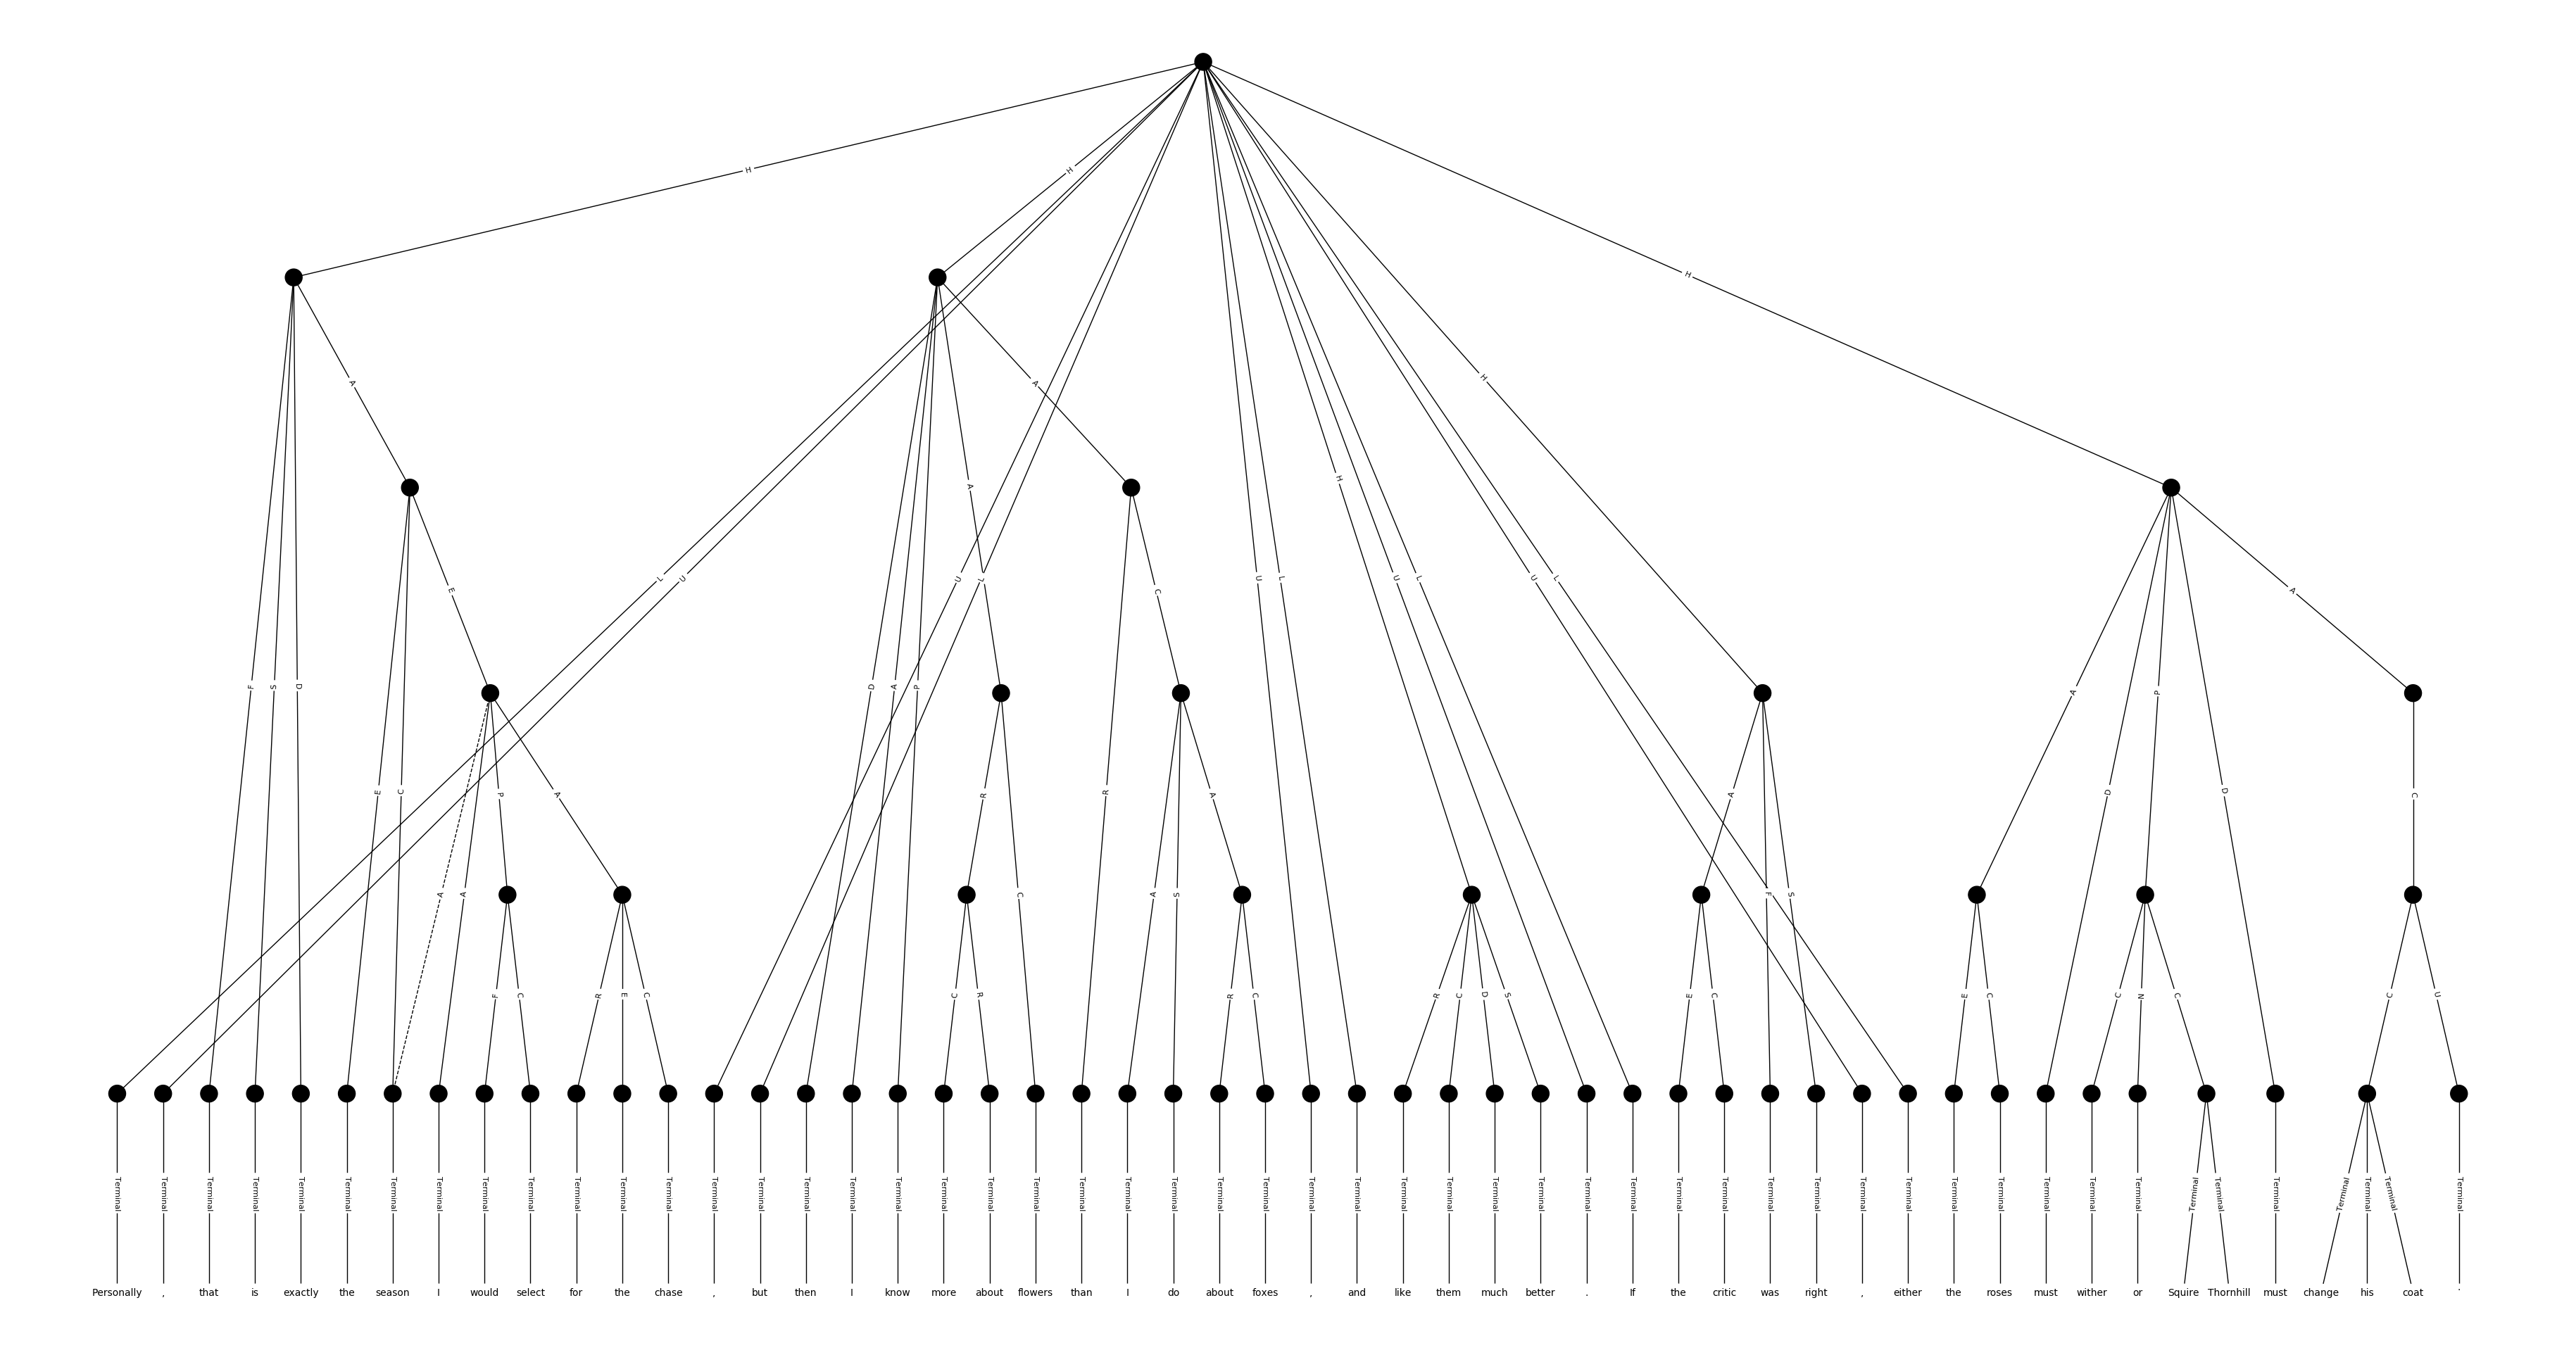 H H H
A A
A H H
L U U L U L H U L U L E C A
F S D D A P A P
E C E C P A R R A A D D C
A A C A S F S
F C R E C C R R C R C D S E C E C C N C C U
Terminal Terminal Terminal Terminal Terminal Terminal Terminal Terminal Terminal Terminal Terminal Terminal Terminal Terminal Terminal Terminal Terminal Terminal Terminal Terminal Terminal Terminal Terminal Terminal Terminal Terminal Terminal Terminal Terminal Terminal Terminal Terminal Terminal Terminal Terminal Terminal Terminal Terminal Terminal Terminal Terminal Terminal Terminal Terminal Terminal Terminal Terminal Terminal Terminal Terminal Terminal Terminal
Personally , that is exactly the season I would select for the chase , but then I know more about flowers than I do about foxes , and like them much better . If the critic was right , either the roses must wither or Squire Thornhill must change his coat .